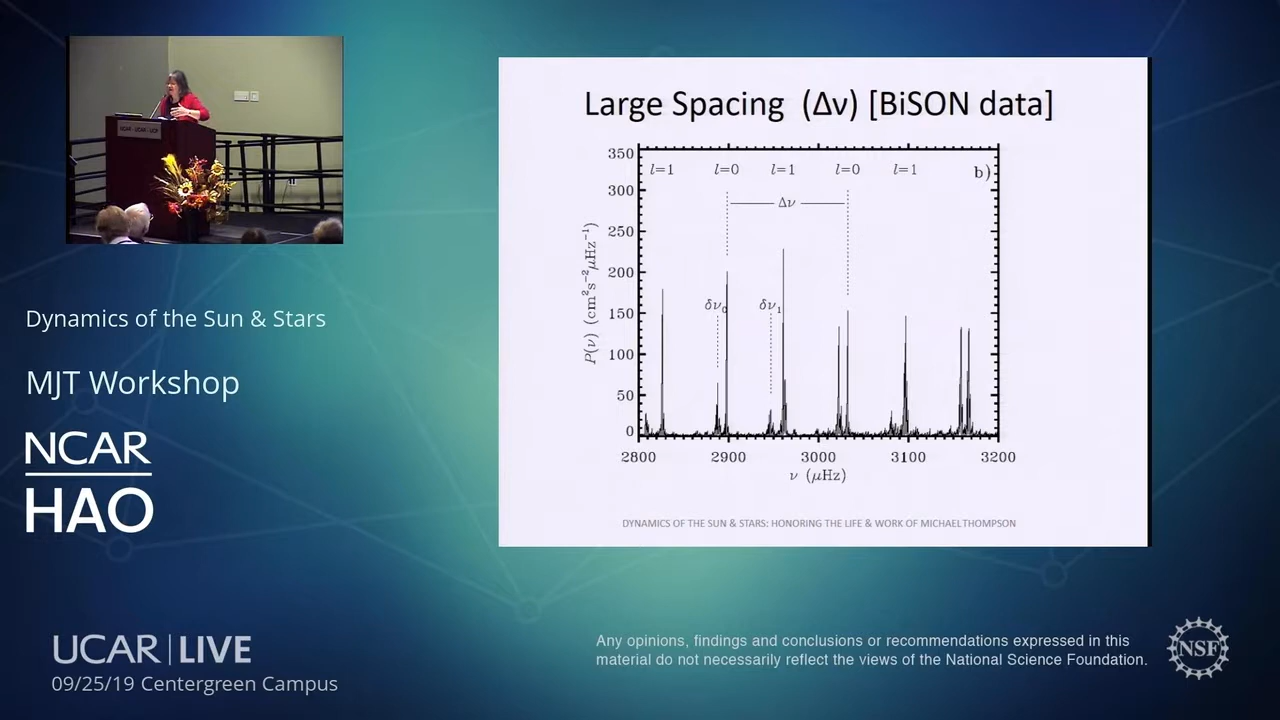 Large Spacing (Δν) [BiSON data]
350
300
250
200
150
100
50
0
P(ν) (cm²s⁻²μHz⁻¹)
l=1 l=0 l=1 l=0 l=1 b)
Δν
δν₀ δν₁
2800 2900 3000 3100 3200
ν (μHz)
DYNAMICS OF THE SUN & STARS: HONORING THE LIFE & WORK OF MICHAEL THOMPSON
Dynamics of the Sun & Stars
MJT Workshop
NCAR
HAO
UCAR | LIVE
09/25/19 Centergreen Campus
Any opinions, findings and conclusions or recommendations expressed in this
material do not necessarily reflect the views of the National Science Foundation.
NSF